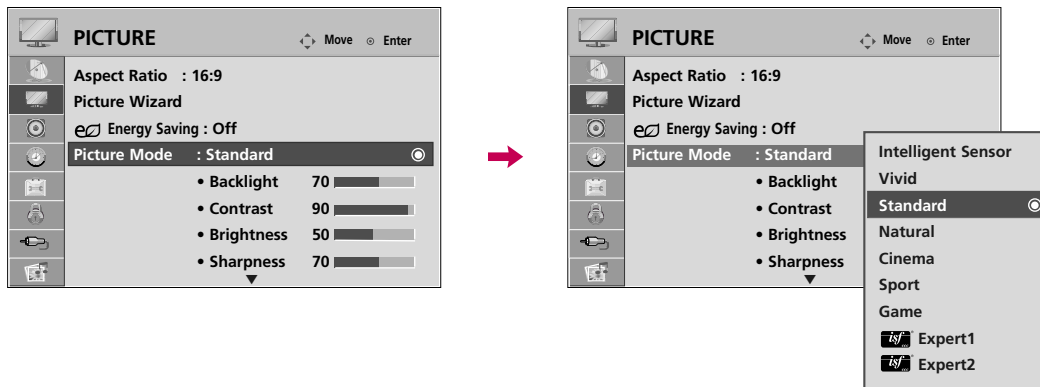 PICTURE
Move Enter
Aspect Ratio : 16:9
Picture Wizard
eco Energy Saving : Off
Picture Mode : Standard
• Backlight 70
• Contrast 90
• Brightness 50
• Sharpness 70
PICTURE
Move Enter
Aspect Ratio : 16:9
Picture Wizard
eco Energy Saving : Off
Picture Mode : Standard
• Backlight
• Contrast
• Brightness
• Sharpness
Intelligent Sensor
Vivid
Standard
Natural
Cinema
Sport
Game
isf Expert1
isf Expert2